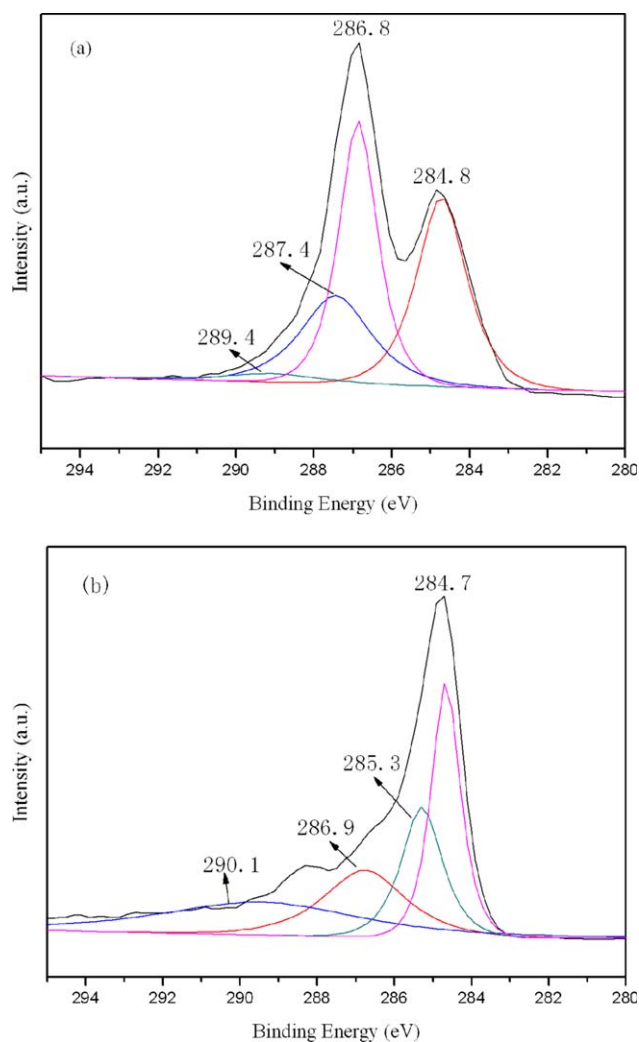 (a)
286.8
284.8
287.4
289.4
Intensity (a.u.)
294 292 290 288 286 284 282 280
Binding Energy (eV)
(b)
284.7
285.3
286.9
290.1
Intensity (a.u.)
294 292 290 288 286 284 282 280
Binding Energy (eV)